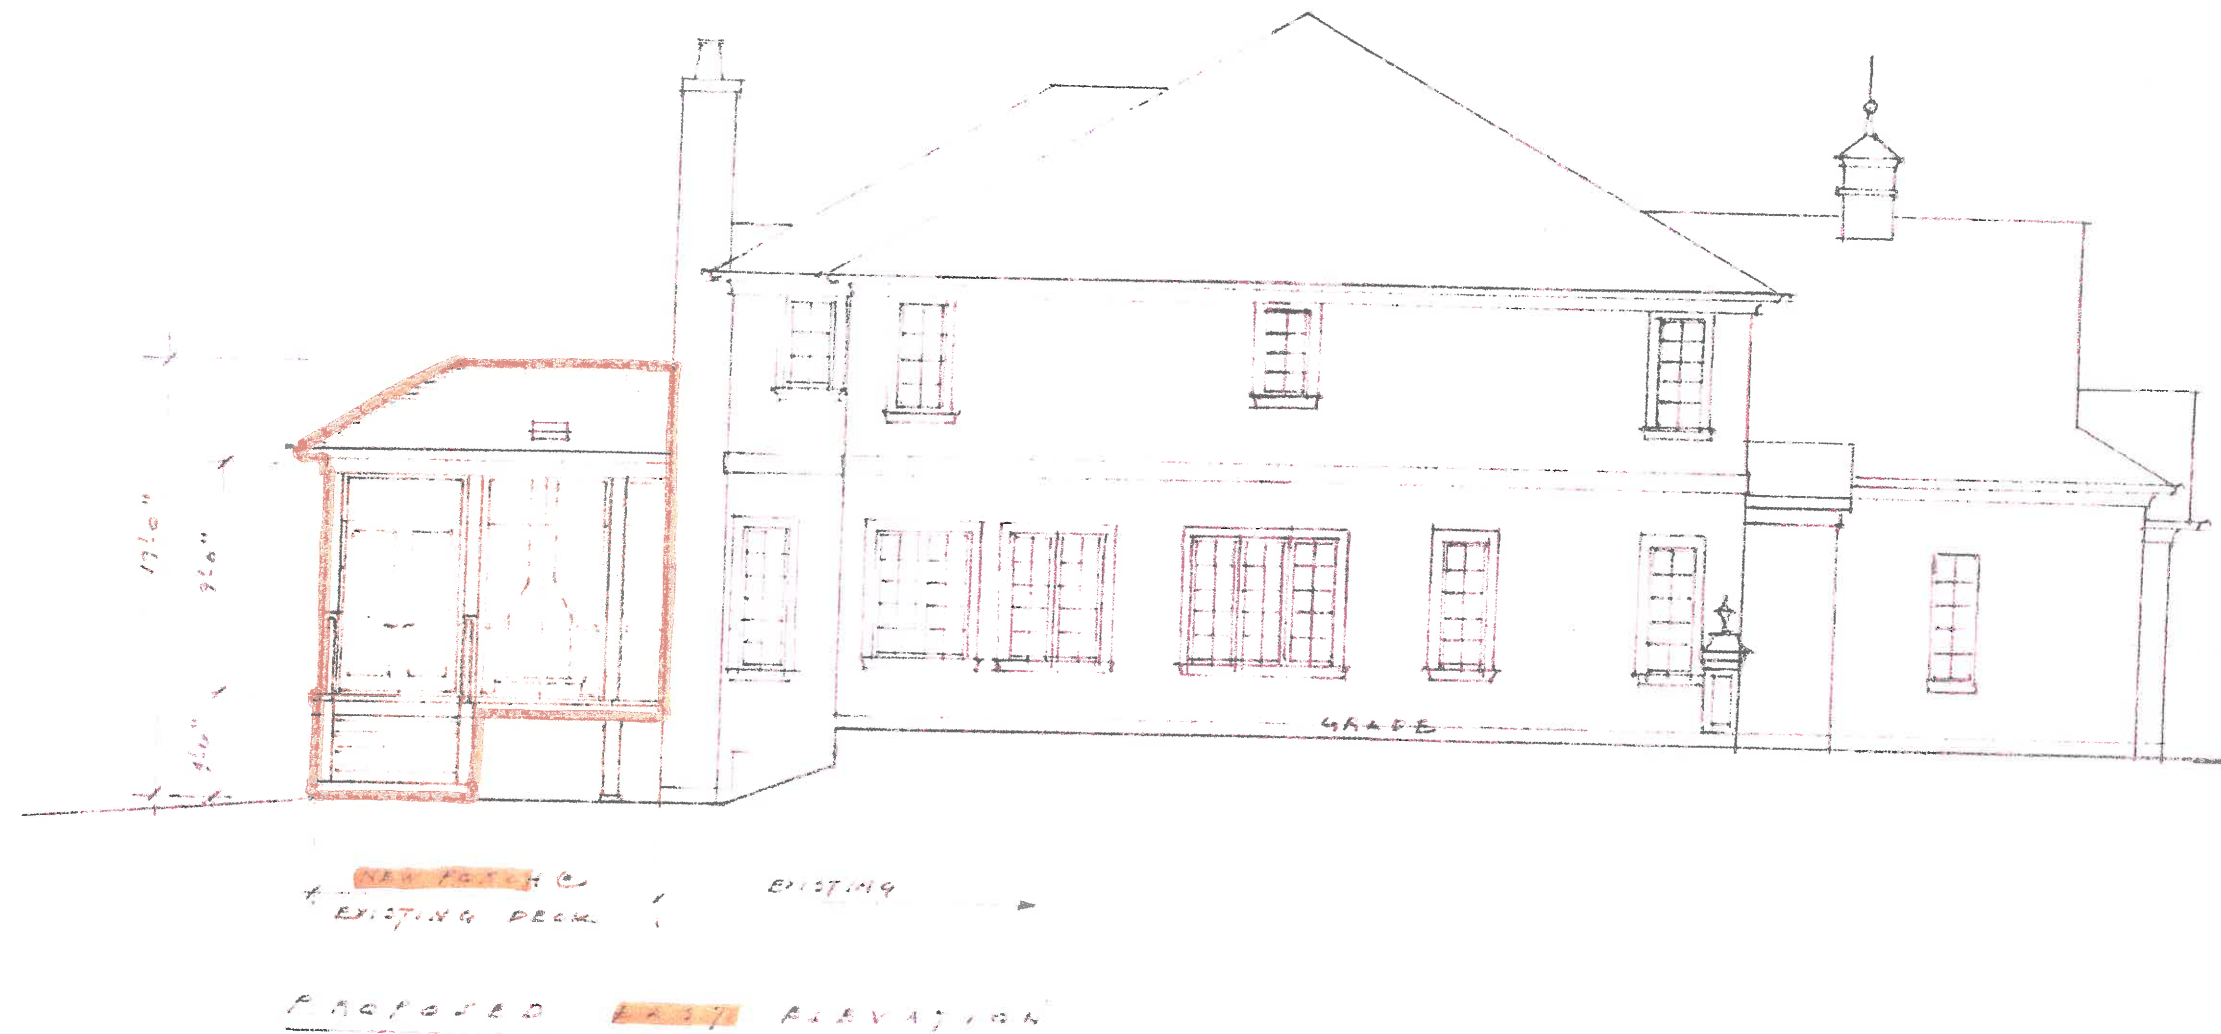 GRADE
NEW PORCH @
EXISTING DECK
EXISTING
PROPOSED EAST ELEVATION